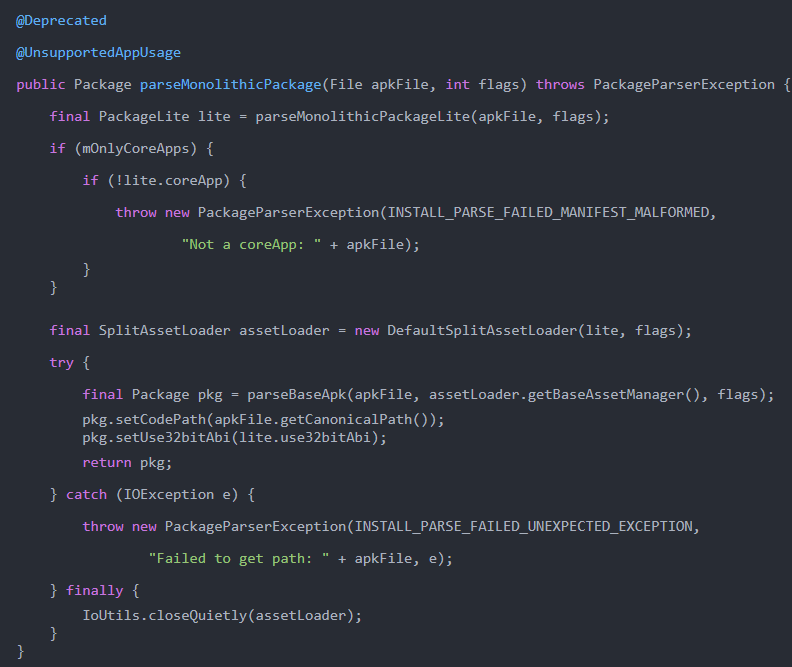 @Deprecated
@UnsupportedAppUsage
public Package parseMonolithicPackage(File apkFile, int flags) throws PackageParserException {
    final PackageLite lite = parseMonolithicPackageLite(apkFile, flags);
    if (mOnlyCoreApps) {
        if (!lite.coreApp) {
            throw new PackageParserException(INSTALL_PARSE_FAILED_MANIFEST_MALFORMED,
                    "Not a coreApp: " + apkFile);
        }
    }
    final SplitAssetLoader assetLoader = new DefaultSplitAssetLoader(lite, flags);
    try {
        final Package pkg = parseBaseApk(apkFile, assetLoader.getBaseAssetManager(), flags);
        pkg.setCodePath(apkFile.getCanonicalPath());
        pkg.setUse32bitAbi(lite.use32bitAbi);
        return pkg;
    } catch (IOException e) {
        throw new PackageParserException(INSTALL_PARSE_FAILED_UNEXPECTED_EXCEPTION,
                "Failed to get path: " + apkFile, e);
    } finally {
        IoUtils.closeQuietly(assetLoader);
    }
}